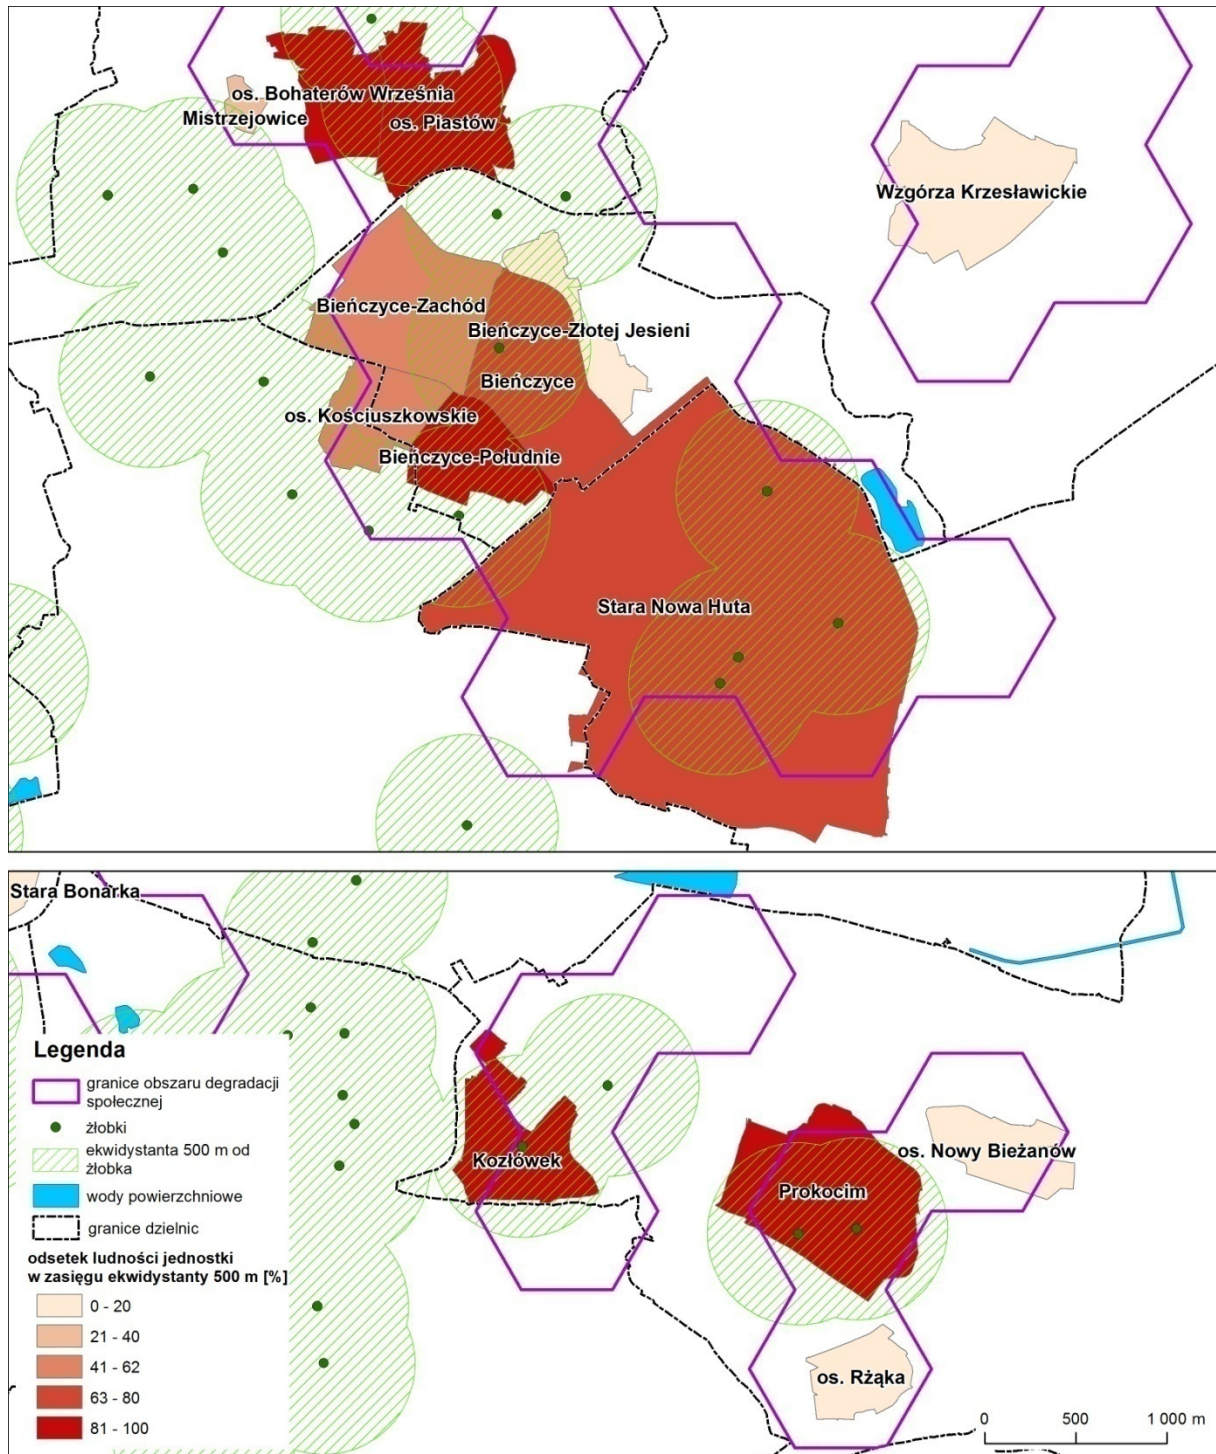 os. Bohaterów Września
Mistrzejowice
os. Piastów
Wzgórza Krzesławickie
Bieńczyce-Zachód
Bieńczyce-Złotej Jesieni
Bieńczyce
os. Kościuszkowskie
Bieńczyce-Południe
Stara Nowa Huta
Stara Bonarka
Kozłówek
os. Nowy Bieżanów
Prokocim
os. Rżąka
Legenda
granice obszaru degradacji
społecznej
żłobki
ekwidystanta 500 m od
żłobka
wody powierzchniowe
granice dzielnic
odsetek ludności jednostki
w zasięgu ekwidystanty 500 m [%]
0 - 20
21 - 40
41 - 62
63 - 80
81 - 100
0 500 1 000 m